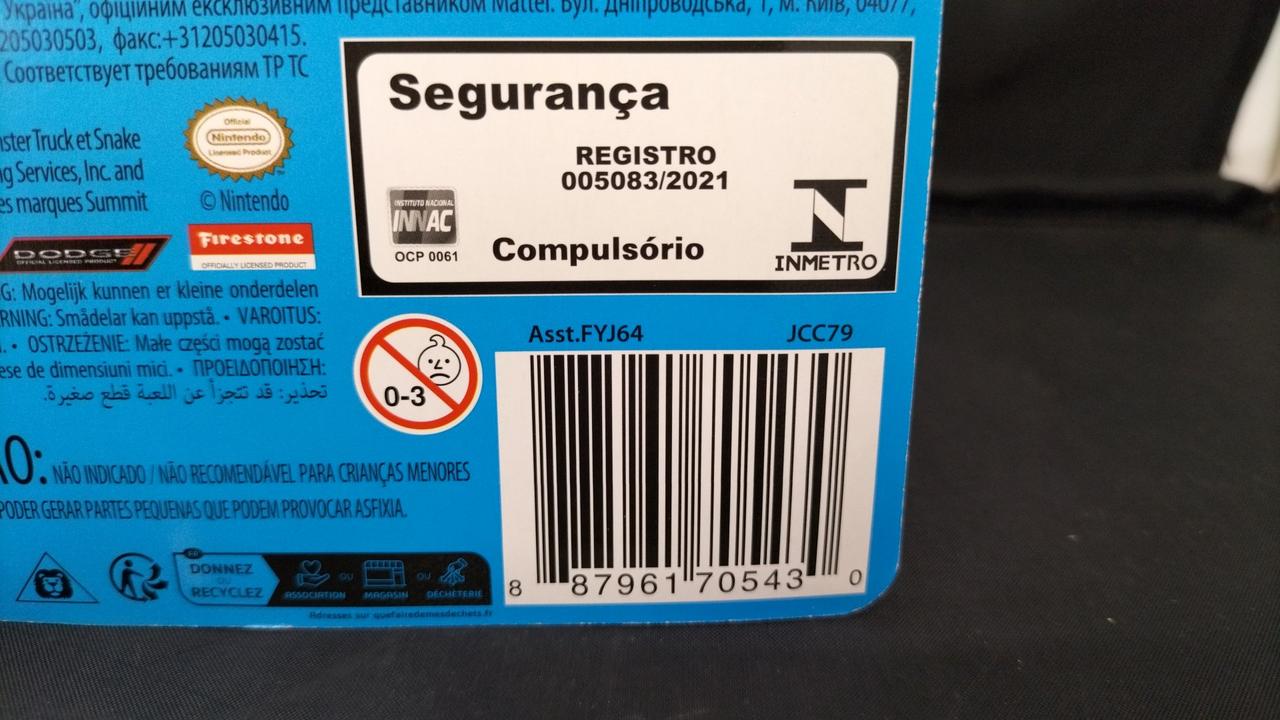 Україна", офіційним ексклюзивним представником Mattel. Вул. Дніпроводська, 1, м. Київ, 04077,
205030503, факс:+31205030415.
Соответствует требованиям ТР ТС
Segurança
REGISTRO
005083/2021
INSTITUTO NACIONAL
INNAC
OCP 0061
Compulsório
INMETRO
Official
Nintendo
Licensed Product
© Nintendo
ster Truck et Snake
g Services, Inc. and
es marques Summit
DODGE
OFFICIAL LICENSED PRODUCT
Firestone
OFFICIALLY LICENSED PRODUCT
G: Mogelijk kunnen er kleine onderdelen
RNING: Smådelar kan uppstå. • VAROITUS:
. • OSTRZEŻENIE: Małe części mogą zostać
ese de dimensiuni mici. • ΠΡΟΕΙΔΟΠΟΙΗΣΗ:
تحذير: قد تتجزأ عن اللعبة قطع صغيرة.
0-3
Asst.FYJ64 JCC79
8 87961 70543 0
ÃO: NÃO INDICADO / NÃO RECOMENDÁVEL PARA CRIANÇAS MENORES
PODER GERAR PARTES PEQUENAS QUE PODEM PROVOCAR ASFIXIA.
FR
DONNEZ
OU
RECYCLEZ
ASSOCIATION
OU
MAGASIN
OU
DÉCHÈTERIE
Adresses sur quefairedemesdechets.fr